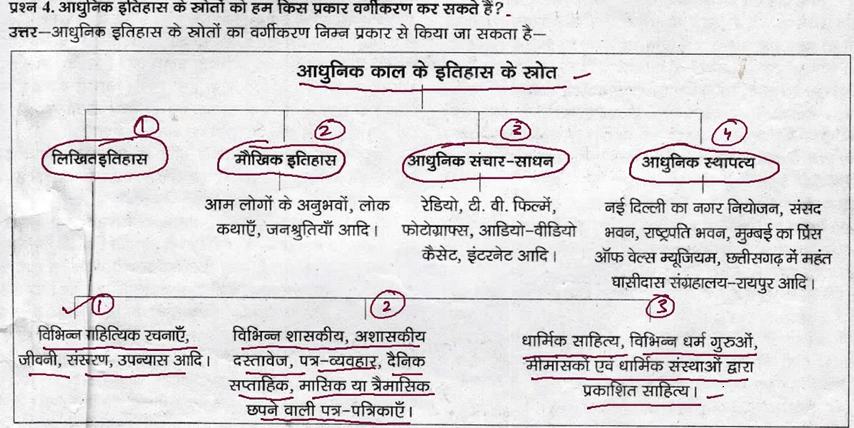 प्रश्न 4. आधुनिक इतिहास के स्रोतों को हम किस प्रकार वर्गीकरण कर सकते हैं?
उत्तर—आधुनिक इतिहास के स्रोतों का वर्गीकरण निम्न प्रकार से किया जा सकता है—
आधुनिक काल के इतिहास के स्रोत
1 2 3 4
लिखित इतिहास मौखिक इतिहास आधुनिक संचार-साधन आधुनिक स्थापत्य
आम लोगों के अनुभवों, लोक रेडियो, टी. वी. फिल्में, नई दिल्ली का नगर नियोजन, संसद
कथाएँ, जनश्रुतियाँ आदि। फोटोग्राफ्स, आडियो-वीडियो भवन, राष्ट्रपति भवन, मुम्बई का प्रिंस
कैसेट, इंटरनेट आदि। ऑफ वेल्स म्यूजियम, छत्तीसगढ़ में महंत
घासीदास संग्रहालय-रायपुर आदि।
1 2 3
विभिन्न साहित्यिक रचनाएँ, विभिन्न शासकीय, अशासकीय धार्मिक साहित्य, विभिन्न धर्म गुरुओं,
जीवनी, संसरण, उपन्यास आदि। दस्तावेज, पत्र-व्यवहार, दैनिक मीमांसकों एवं धार्मिक संस्थाओं द्वारा
सप्ताहिक, मासिक या त्रैमासिक प्रकाशित साहित्य।
छपने वाली पत्र-पत्रिकाएँ।